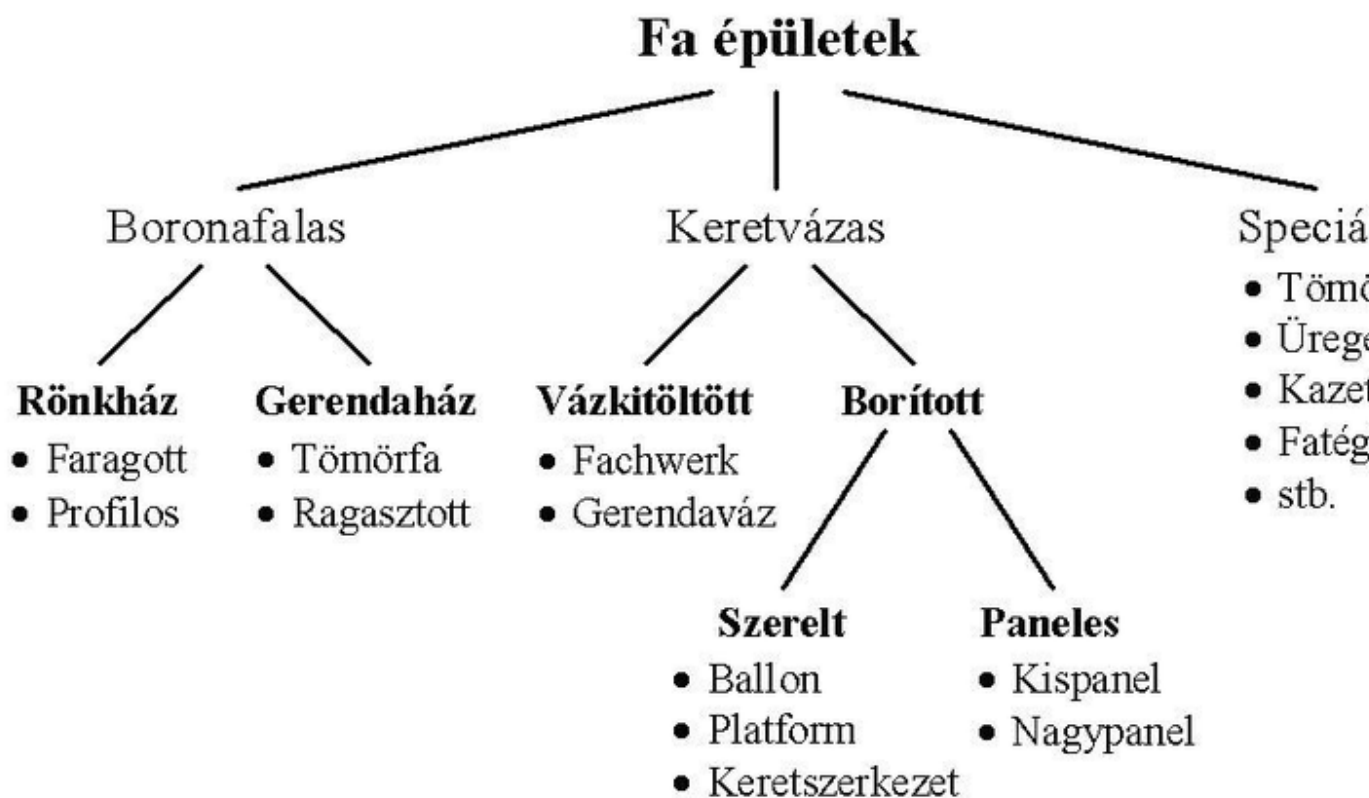 Fa épületek
Boronafalas
Keretvázas
Rönkház
• Faragott
• Profilos
Gerendaház
• Tömörfa
• Ragasztott
Vázkitöltött
• Fachwerk
• Gerendaváz
Borított
Szerelt
• Ballon
• Platform
• Keretszerkezet
Paneles
• Kispanel
• Nagypanel
Speciá
• Tömö
• Ürege
• Kazet
• Fatég
• stb.